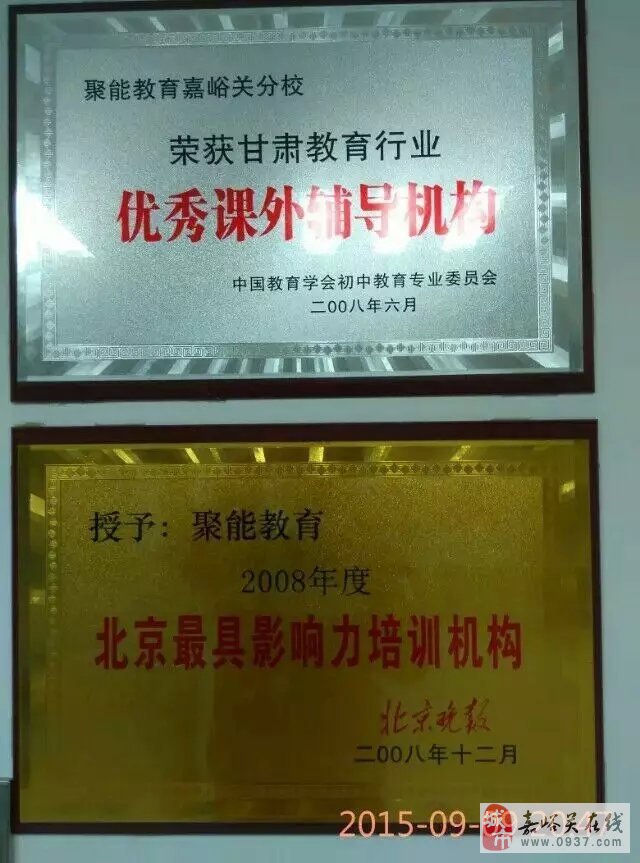 聚能教育嘉峪关分校
荣获甘肃教育行业
优秀课外辅导机构
中国教育学会初中教育专业委员会
二00八年六月
授予：聚能教育
2008年度
北京最具影响力培训机构
北京晚报
二00八年十二月
2015-09-
城市
嘉峪关在线
www.0937.com